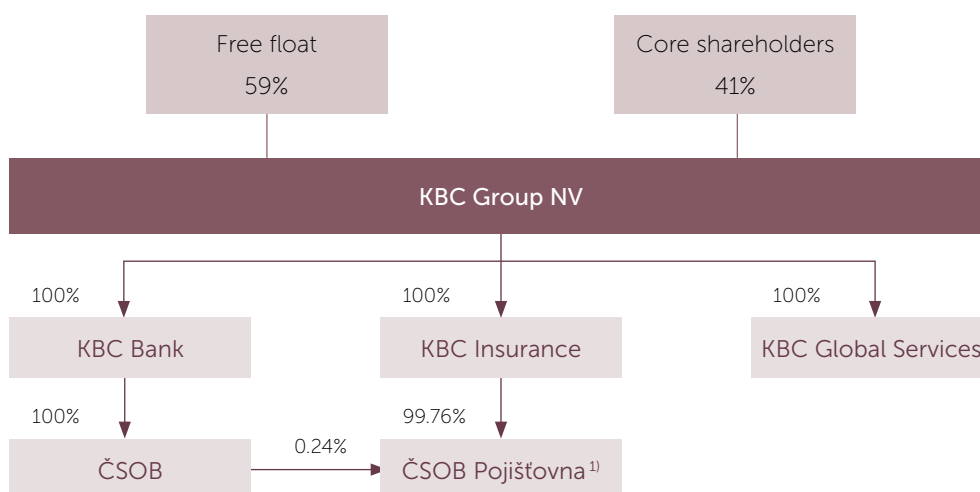 Free float
59%
Core shareholders
41%
KBC Group NV
100%
100%
100%
KBC Bank
KBC Insurance
KBC Global Services
100%
99.76%
0.24%
ČSOB
ČSOB Pojišťovna 1)